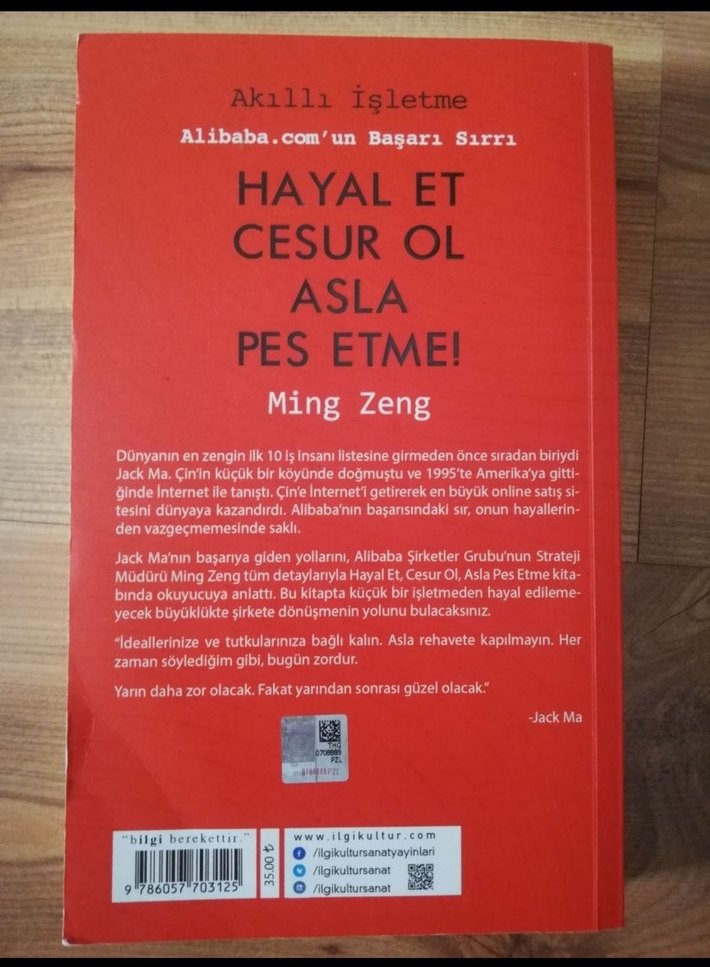 Akıllı İşletme
Alibaba.com'un Başarı Sırrı
HAYAL ET
CESUR OL
ASLA
PES ETME!
Ming Zeng
Dünyanın en zengin ilk 10 iş insanı listesine girmeden önce sıradan biriydi
Jack Ma. Çin'in küçük bir köyünde doğmuştu ve 1995'te Amerika'ya gitti-
ğinde İnternet ile tanıştı. Çin'e İnternet'i getirerek en büyük online satış si-
tesini dünyaya kazandırdı. Alibaba'nın başarısındaki sır, onun hayallerin-
den vazgeçmemesinde saklı.
Jack Ma'nın başarıya giden yollarını, Alibaba Şirketler Grubu'nun Strateji
Müdürü Ming Zeng tüm detaylarıyla Hayal Et, Cesur Ol, Asla Pes Etme kita-
bında okuyucuya anlattı. Bu kitapta küçük bir işletmeden hayal edileme-
yecek büyüklükte şirkete dönüşmenin yolunu bulacaksınız.
"İdeallerinize ve tutkularınıza bağlı kalın. Asla rehavete kapılmayın. Her
zaman söylediğim gibi, bugün zordur.
Yarın daha zor olacak. Fakat yarından sonrası güzel olacak."
-Jack Ma
THG
0708888
PZL
"bilgi berekettir."
9 786057 703125
35.00 ₺
www.ilgikultur.com
/ilgikultursanatyayinlari
/ilgikultursanat
/ilgikultursanat